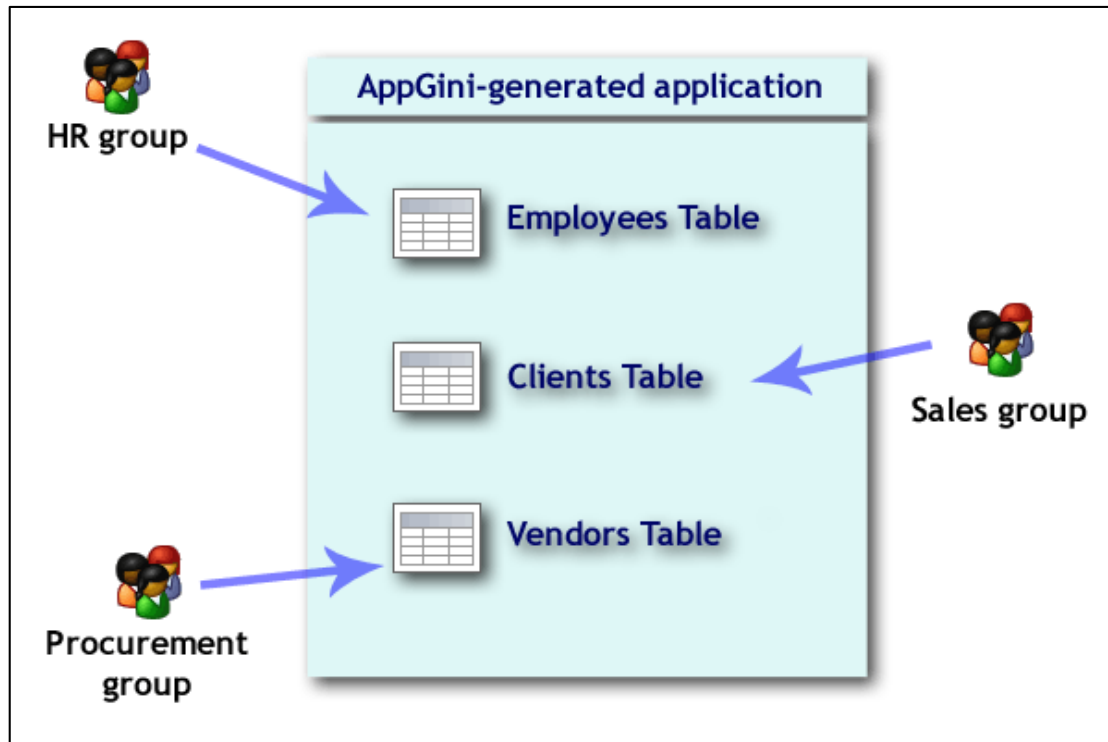 AppGini-generated application
HR group
Employees Table
Clients Table
Sales group
Vendors Table
Procurement
group